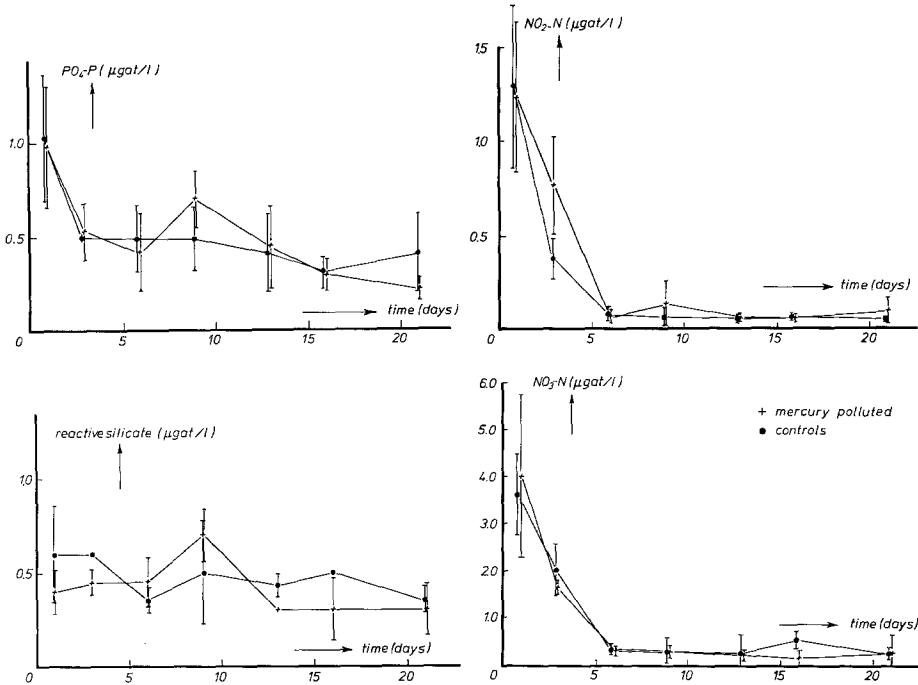 PO₄-P (µgat/l)
1.0
0.5
time (days)
0 5 10 15 20
NO₂-N (µgat/l)
1.5
1.0
0.5
time (days)
0 5 10 15 20
reactive silicate (µgat/l)
1.0
0.5
time (days)
0 5 10 15 20
NO₃-N (µgat/l)
6.0
5.0
4.0
3.0
2.0
1.0
+ mercury polluted
• controls
time (days)
0 5 10 15 20